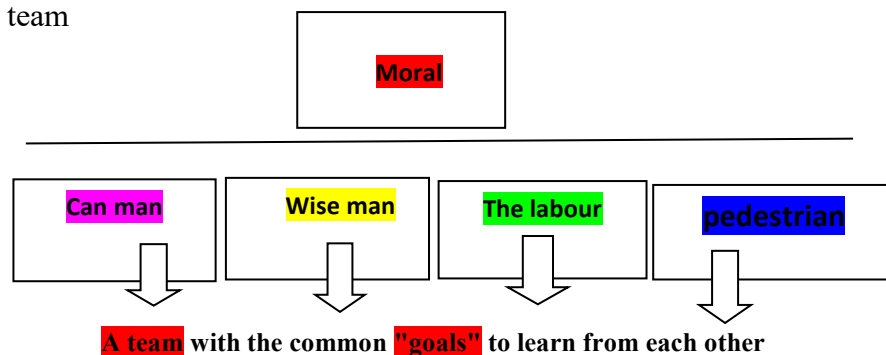 team
Moral
Can man
Wise man
The labour
pedestrian
A team with the common "goals" to learn from each other